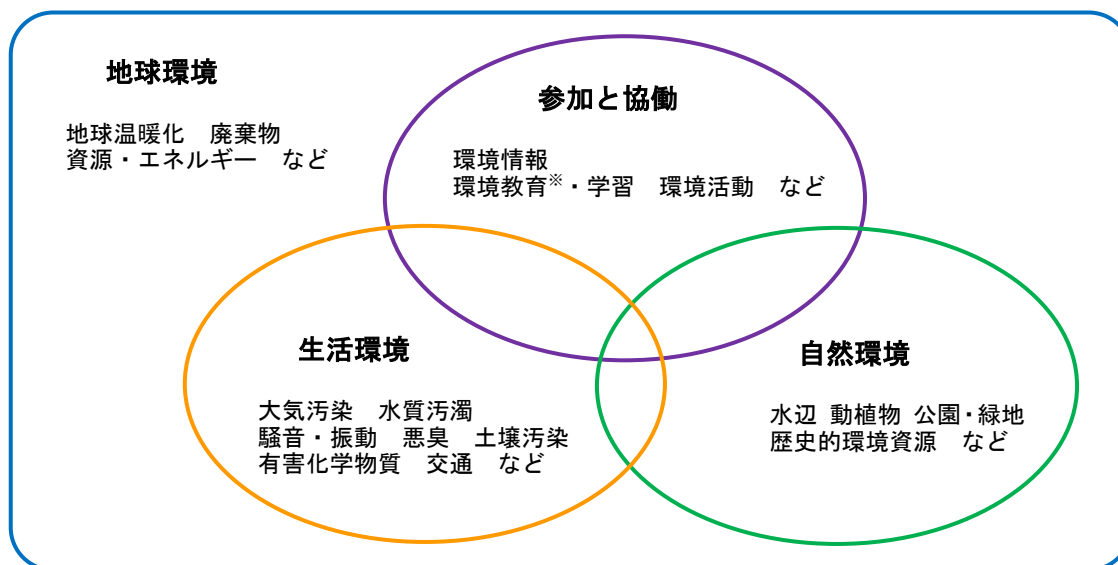 地球環境
地球温暖化　廃棄物
資源・エネルギー　など
参加と協働
環境情報
環境教育※・学習　環境活動　など
生活環境
大気汚染　水質汚濁
騒音・振動　悪臭　土壌汚染
有害化学物質　交通　など
自然環境
水辺 動植物 公園・緑地
歴史的環境資源　など